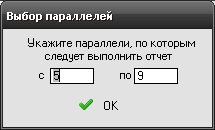 Выбор параллелей
Укажите параллели, по которым
следует выполнить отчет
с 5 по 9
OK